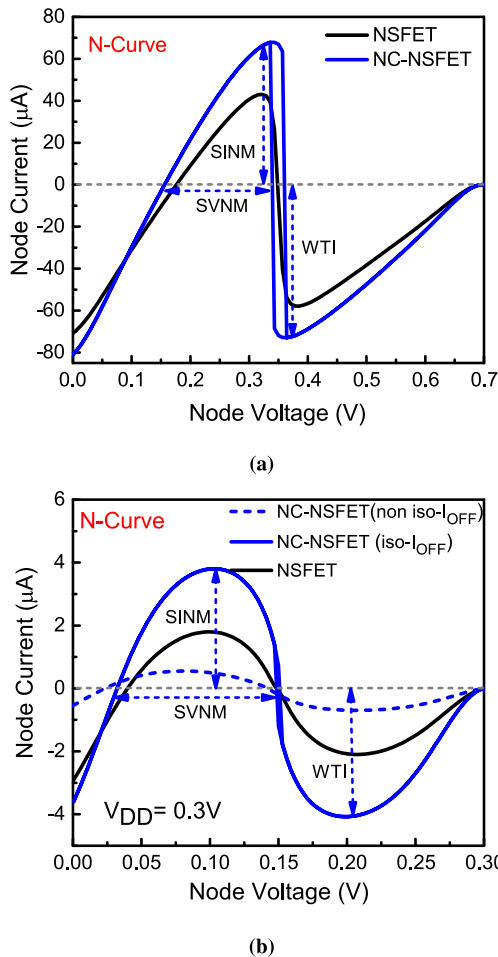 N-Curve
NSFET
NC-NSFET
SINM
SVNM
WTI
Node Current (μA)
80
60
40
20
0
-20
-40
-60
-80
0.0 0.1 0.2 0.3 0.4 0.5 0.6 0.7
Node Voltage (V)
(a)
N-Curve
NC-NSFET(non iso-I_OFF)
NC-NSFET (iso-I_OFF)
NSFET
SINM
SVNM
WTI
V_DD= 0.3V
Node Current (μA)
6
4
2
0
-2
-4
0.00 0.05 0.10 0.15 0.20 0.25 0.30
Node Voltage (V)
(b)